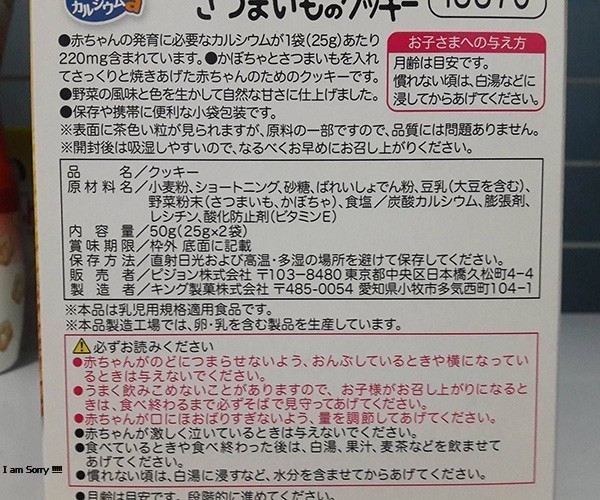 カルシウム
さつまいものクッキー
●赤ちゃんの発育に必要なカルシウムが1袋(25g)あたり
220mg含まれています。●かぼちゃとさつまいもを入れ
てさっくりと焼きあげた赤ちゃんのためのクッキーです。
●野菜の風味と色を生かして自然な甘さに仕上げました。
●保存や携帯に便利な小袋包装です。
お子さまへの与え方
月齢は目安です。
慣れない頃は、白湯などに
浸してからあげてください。
※表面に茶色い粒が見られますが、原料の一部ですので、品質には問題ありません。
※開封後は吸湿しやすいので、なるべくお早めにお召し上がりください。
品名/クッキー
原材料名/小麦粉、ショートニング、砂糖、ばれいしょでん粉、豆乳(大豆を含む)、
野菜粉末(さつまいも、かぼちゃ)、食塩/炭酸カルシウム、膨張剤、
レシチン、酸化防止剤(ビタミンE)
内容量/50g(25g×2袋)
賞味期限/枠外 底面に記載
保存方法/直射日光および高温・多湿の場所を避けて保存してください。
販売者/ピジョン株式会社 〒103-8480 東京都中央区日本橋久松町4-4
製造者/キング製菓株式会社 〒485-0054 愛知県小牧市多気西町104-1
※本品は乳児用規格適用食品です。
※本品製造工場では、卵・乳を含む製品を生産しています。
必ずお読みください
●赤ちゃんがのどにつまらせないよう、おんぶしているときや横になってい
るときは与えないでください。
●うまく飲みこめないことがありますので、お子様がお召し上がりになるとき
は、食べ終わるまで必ずそばで見守ってあげてください。
●赤ちゃんが口にほおばりすぎないよう、量を調節してあげてください。
●赤ちゃんが激しく泣いているときは与えないでください。
●食べているときや食べ終わった後は、白湯、果汁、麦茶などを飲ませて
あげてください。
●慣れない頃は、白湯に浸すなど、水分を含ませてからあげてください。
●月齢は目安です。段階的に進めてください。
I am Sorry !!!!!